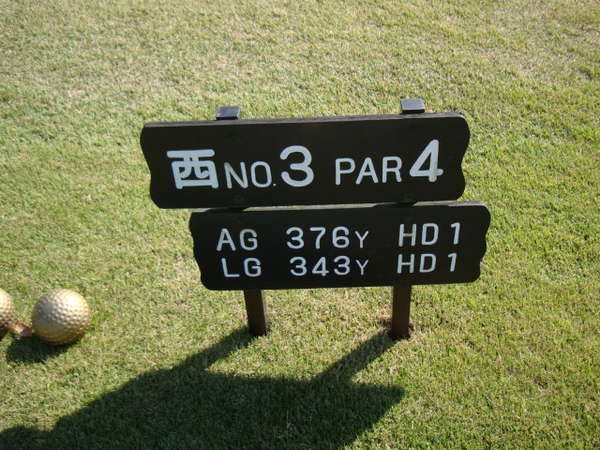 西 NO.3 PAR 4
AG 376Y HD 1
LG 343Y HD 1